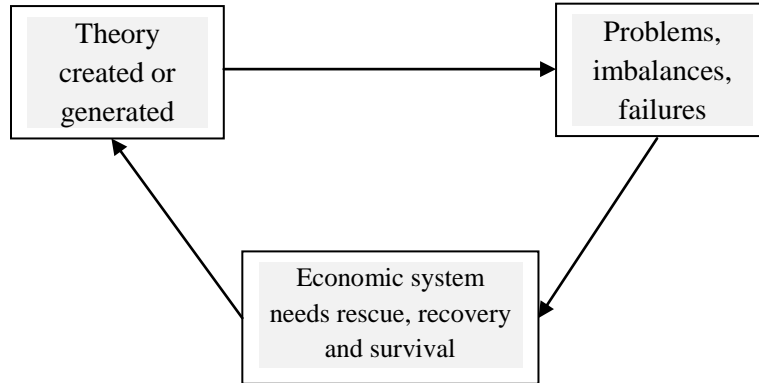 Theory
created or
generated
Problems,
imbalances,
failures
Economic system
needs rescue, recovery
and survival